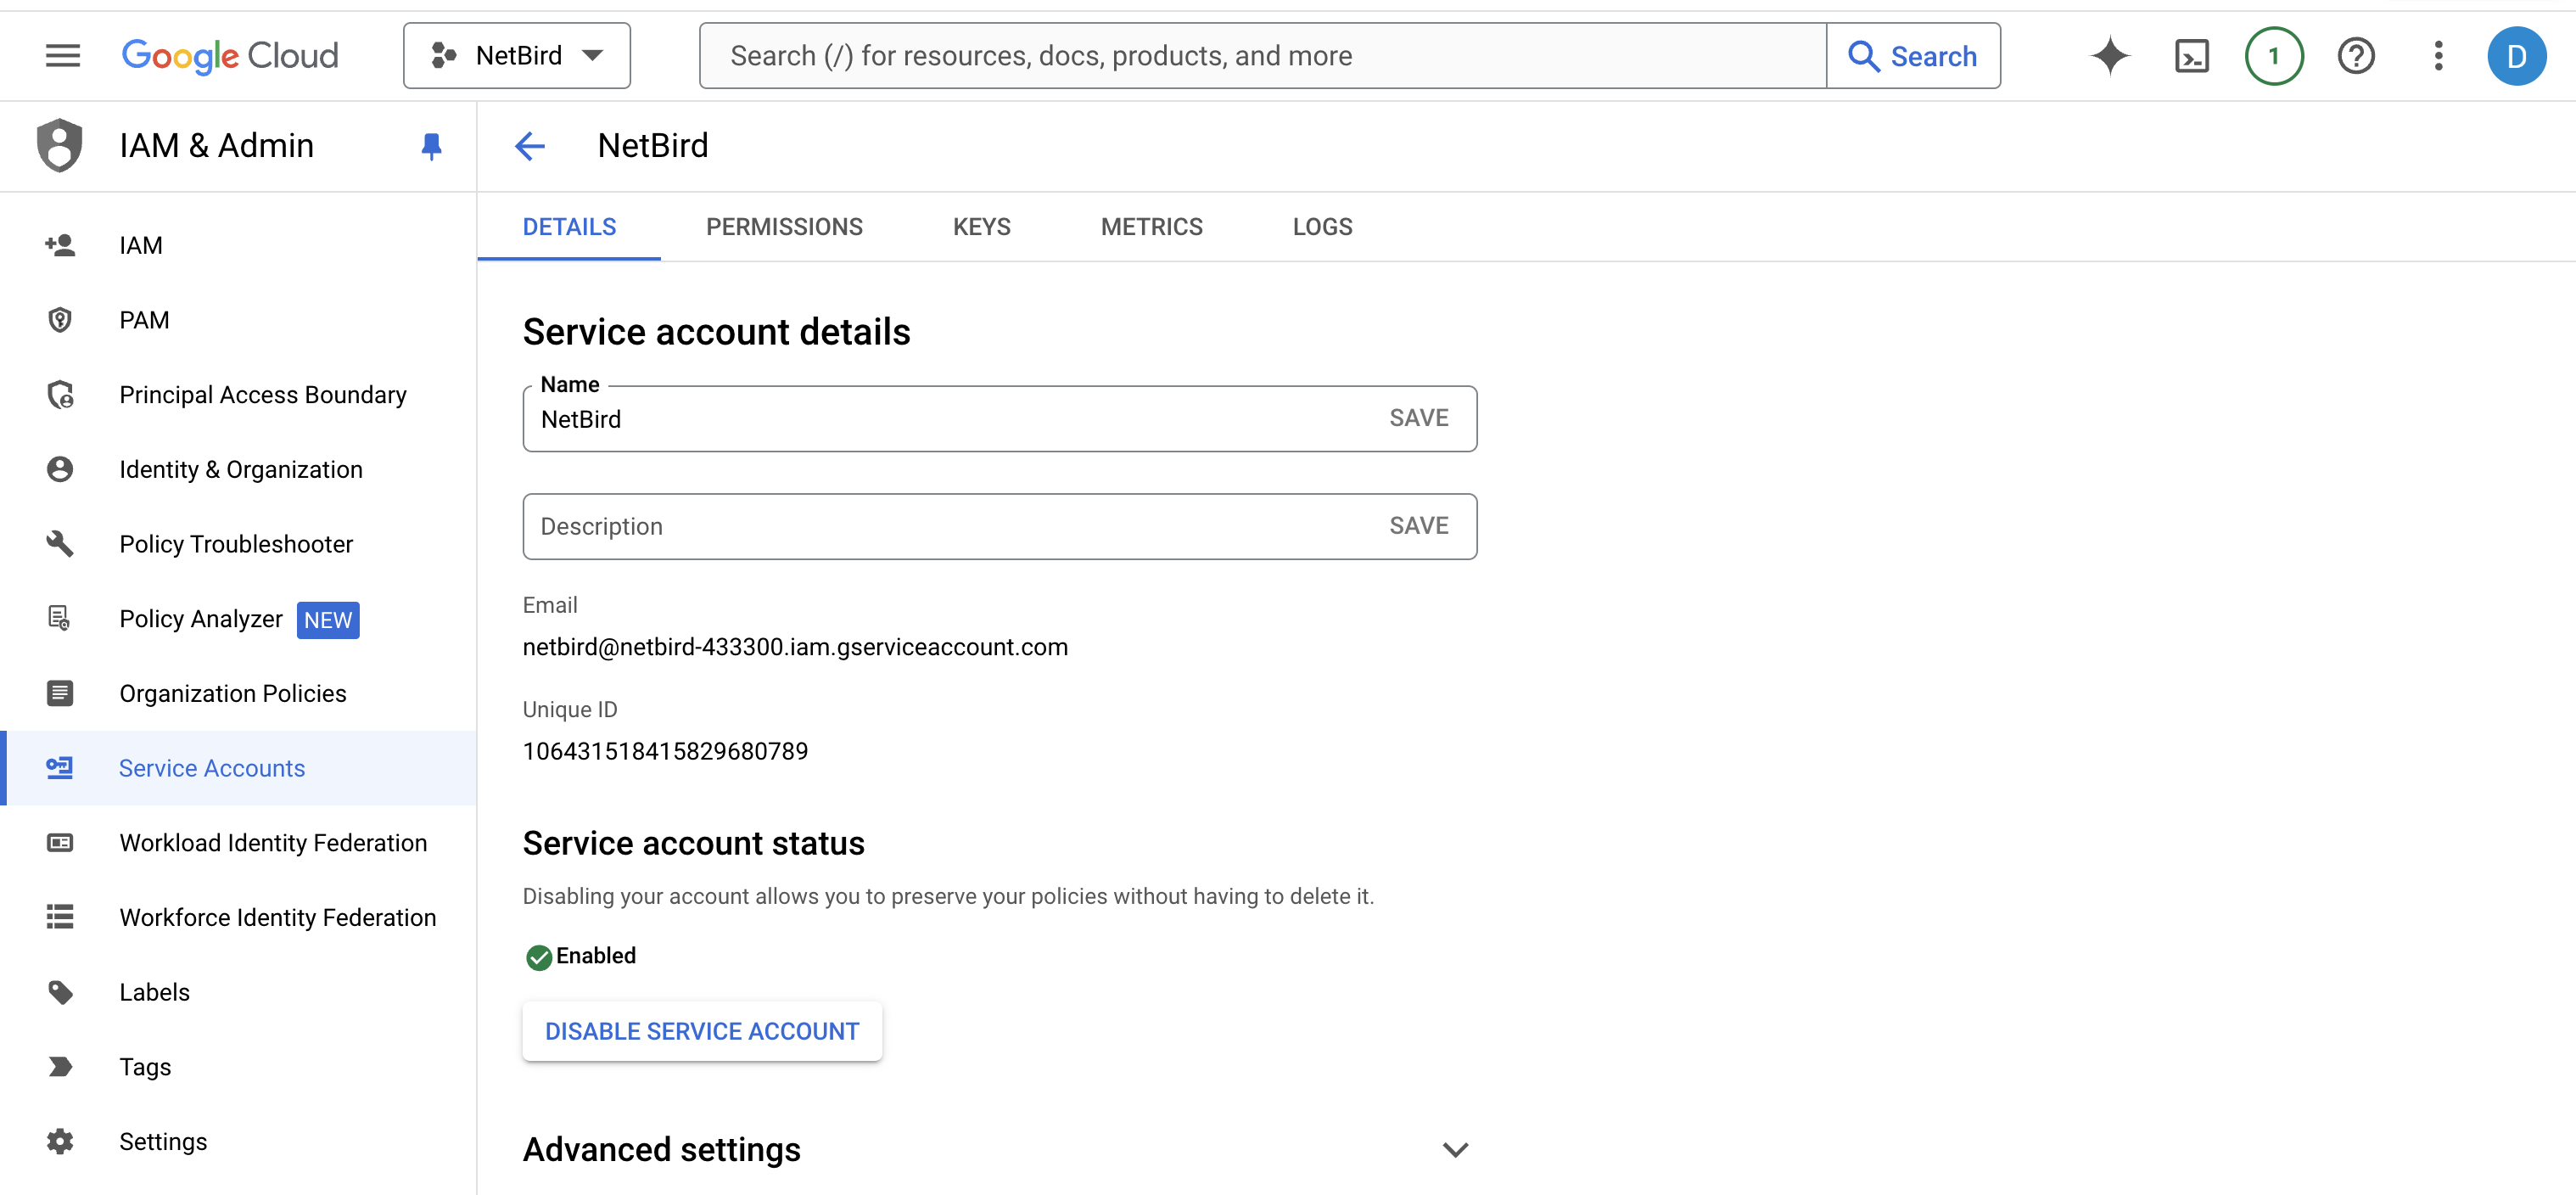 Google Cloud
NetBird
Search (/) for resources, docs, products, and more
Search
1
D
IAM & Admin
NetBird
IAM
PAM
Principal Access Boundary
Identity & Organization
Policy Troubleshooter
Policy Analyzer NEW
Organization Policies
Service Accounts
Workload Identity Federation
Workforce Identity Federation
Labels
Tags
Settings
DETAILS PERMISSIONS KEYS METRICS LOGS
Service account details
Name
NetBird SAVE
Description SAVE
Email
netbird@netbird-433300.iam.gserviceaccount.com
Unique ID
106431518415829680789
Service account status
Disabling your account allows you to preserve your policies without having to delete it.
Enabled
DISABLE SERVICE ACCOUNT
Advanced settings